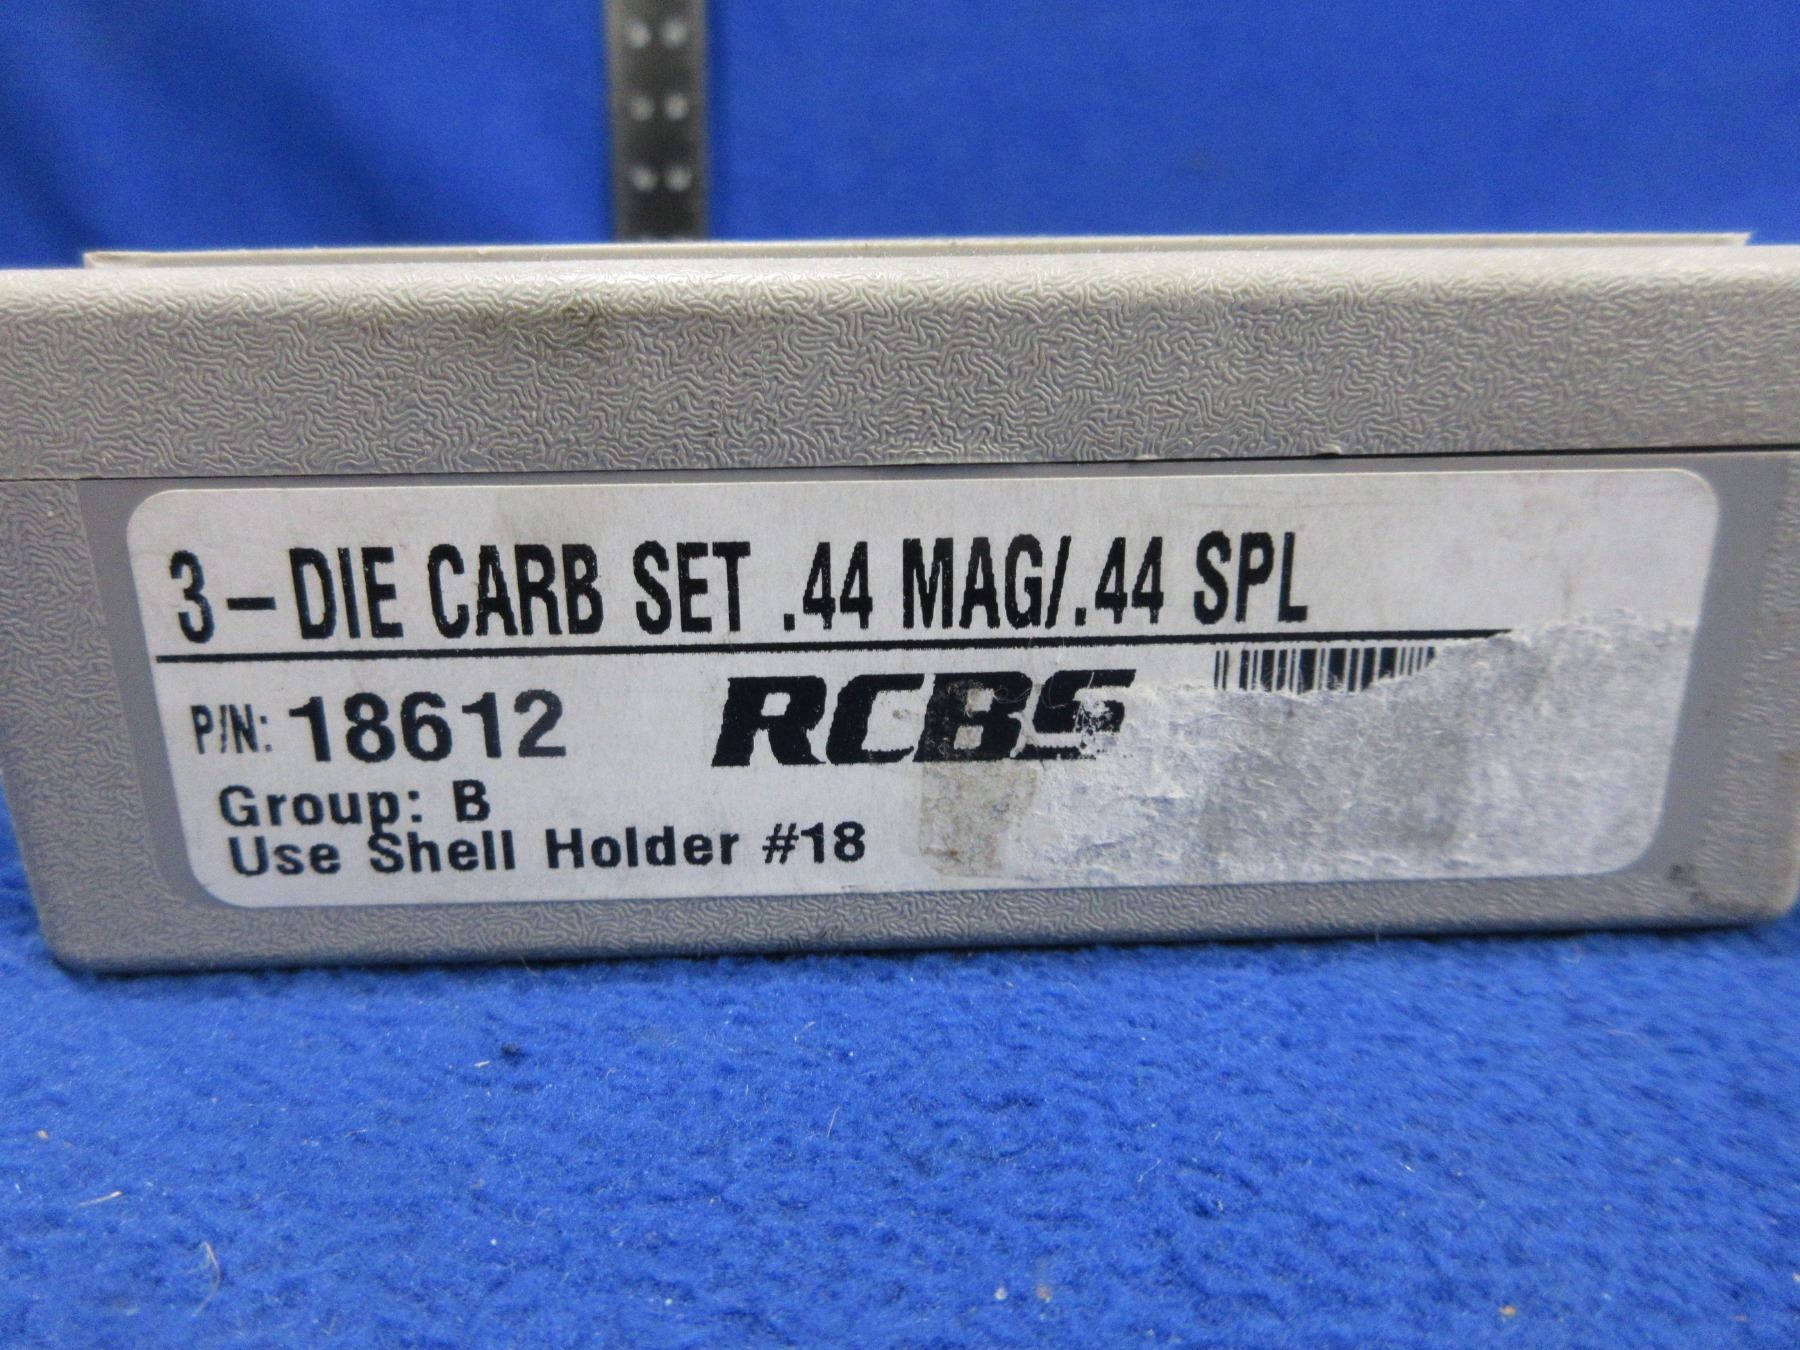 3-DIE CARB SET .44 MAG/.44 SPL
P/N: 18612
RCBS
Group: B
Use Shell Holder #18